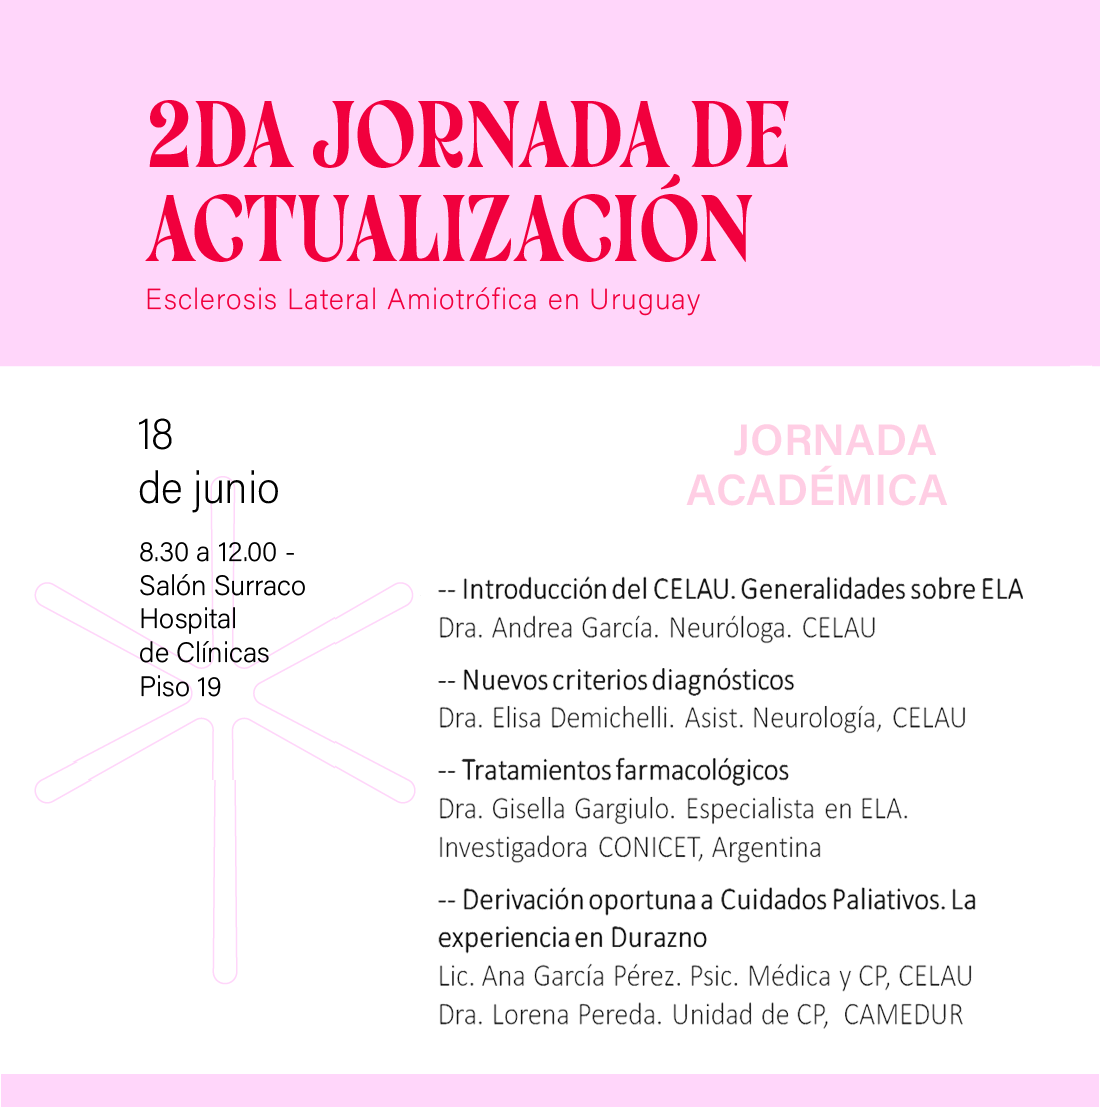 2DA JORNADA DE
ACTUALIZACIÓN
Esclerosis Lateral Amiotrófica en Uruguay
18
de junio
8.30 a 12.00 -
Salón Surraco
Hospital
de Clínicas
Piso 19
JORNADA
ACADÉMICA
-- Introducción del CELAU. Generalidades sobre ELA
Dra. Andrea García. Neuróloga. CELAU
-- Nuevos criterios diagnósticos
Dra. Elisa Demichelli. Asist. Neurología, CELAU
-- Tratamientos farmacológicos
Dra. Gisella Gargiulo. Especialista en ELA.
Investigadora CONICET, Argentina
-- Derivación oportuna a Cuidados Paliativos. La
experiencia en Durazno
Lic. Ana García Pérez. Psic. Médica y CP, CELAU
Dra. Lorena Pereda. Unidad de CP, CAMEDUR